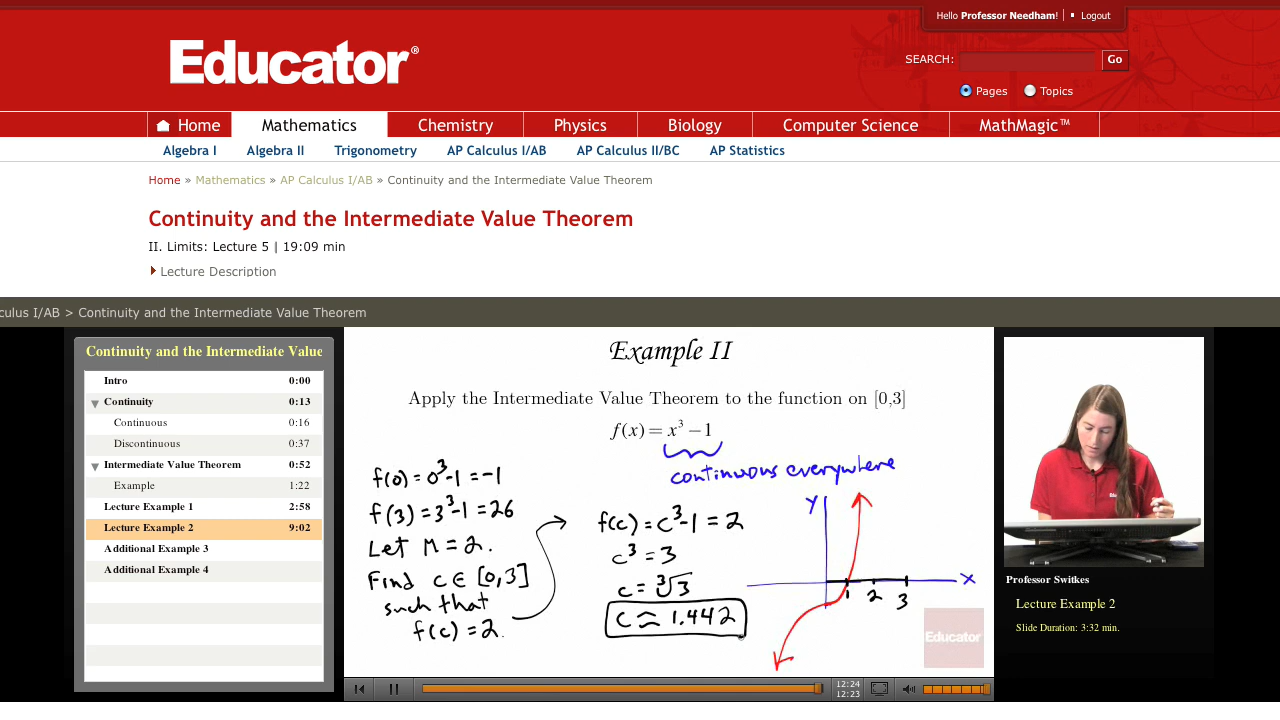 Hello Professor Needham! | ▪ Logout
Educator®
SEARCH: Go
Pages Topics
Home Mathematics Chemistry Physics Biology Computer Science MathMagic™
Algebra I Algebra II Trigonometry AP Calculus I/AB AP Calculus II/BC AP Statistics
Home » Mathematics » AP Calculus I/AB » Continuity and the Intermediate Value Theorem
Continuity and the Intermediate Value Theorem
II. Limits: Lecture 5 | 19:09 min
Lecture Description
culus I/AB > Continuity and the Intermediate Value Theorem
Continuity and the Intermediate Value
Intro 0:00
Continuity 0:13
Continuous 0:16
Discontinuous 0:37
Intermediate Value Theorem 0:52
Example 1:22
Lecture Example 1 2:58
Lecture Example 2 9:02
Additional Example 3
Additional Example 4
Example II
Apply the Intermediate Value Theorem to the function on [0,3]
f(x) = x³ − 1
continuous everywhere
f(0) = 0³-1 = -1
f(3) = 3³-1 = 26
Let M = 2.
Find c ∈ [0,3]
such that
f(c) = 2.
f(c) = c³-1 = 2
c³ = 3
c = ∛3
c ≈ 1.442
Y
X
1 2 3
Educator
12:24
12:23
Professor Switkes
Lecture Example 2
Slide Duration: 3:32 min.